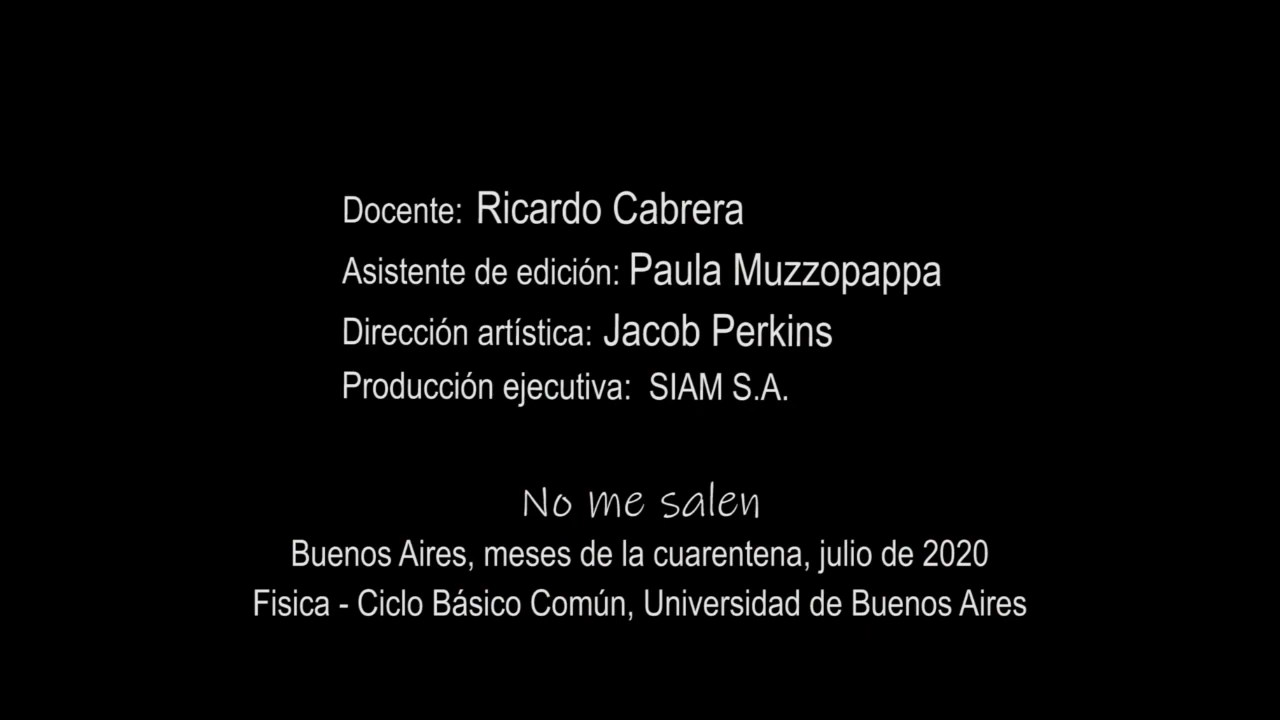 Docente: Ricardo Cabrera
Asistente de edición: Paula Muzzopappa
Dirección artística: Jacob Perkins
Producción ejecutiva: SIAM S.A.
No me salen
Buenos Aires, meses de la cuarentena, julio de 2020
Fisica - Ciclo Básico Común, Universidad de Buenos Aires